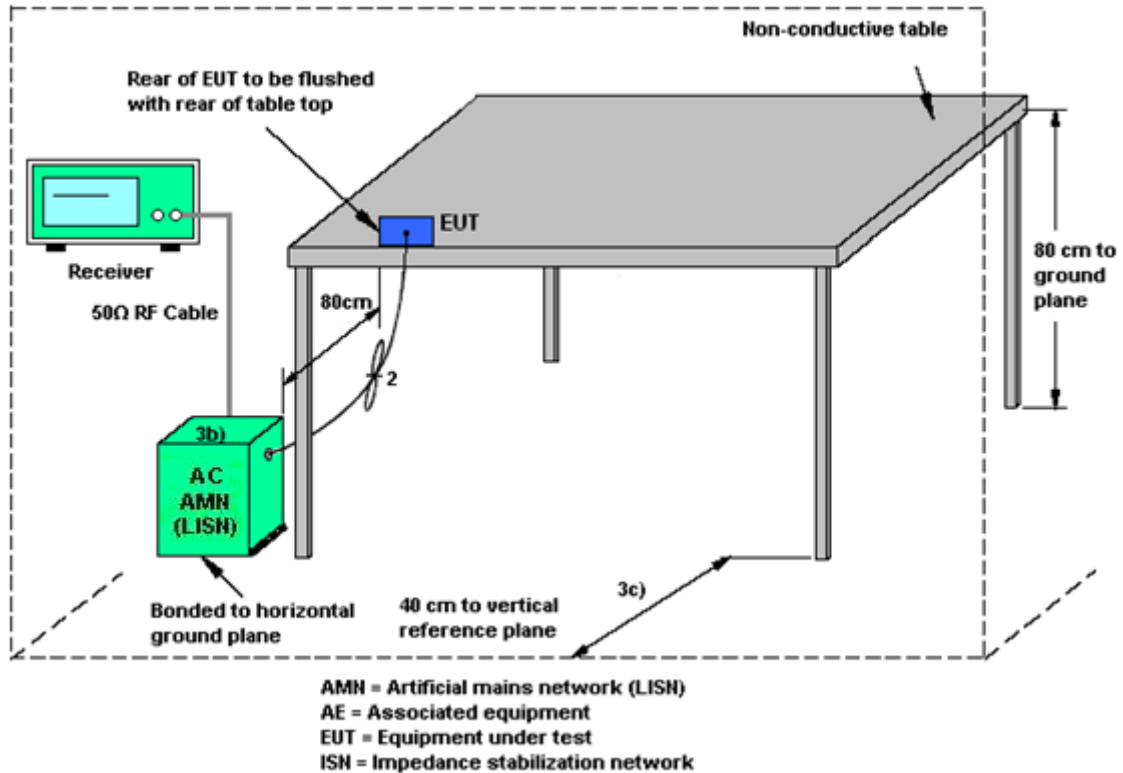 Non-conductive table
Rear of EUT to be flushed
with rear of table top
EUT
Receiver
80cm
80 cm to
ground
plane
50Ω RF Cable
2
3b)
AC
AMN
(LISN)
3c)
Bonded to horizontal
ground plane
40 cm to vertical
reference plane
AMN = Artificial mains network (LISN)
AE = Associated equipment
EUT = Equipment under test
ISN = Impedance stabilization network